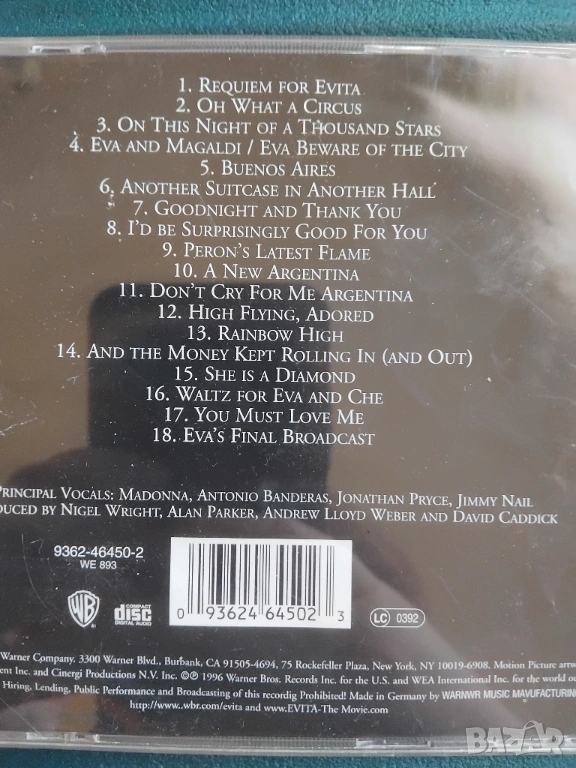 1. Requiem for Evita
2. Oh What a Circus
3. On This Night of a Thousand Stars
4. Eva and Magaldi / Eva Beware of the City
5. Buenos Aires
6. Another Suitcase in Another Hall
7. Goodnight and Thank You
8. I'd be Surprisingly Good For You
9. Peron's Latest Flame
10. A New Argentina
11. Don't Cry For Me Argentina
12. High Flying, Adored
13. Rainbow High
14. And the Money Kept Rolling In (and Out)
15. She is a Diamond
16. Waltz for Eva and Che
17. You Must Love Me
18. Eva's Final Broadcast
Principal Vocals: Madonna, Antonio Banderas, Jonathan Pryce, Jimmy Nail
duced by Nigel Wright, Alan Parker, Andrew Lloyd Weber and David Caddick
9362-46450-2
WE 893
WB
COMPACT
disc
DIGITAL AUDIO
0 93624 64502 3
LC 0392
Warner Company. 3300 Warner Blvd., Burbank, CA 91505-4694, 75 Rockefeller Plaza, New York, NY 10019-6908. Motion Picture artw
ent Inc. and Cinergi Productions N.V. Inc. ©℗ 1996 Warner Bros. Records Inc. for the U.S. and WEA International Inc. for the world ou
Hiring, Lending, Public Performance and Broadcasting of this recordig Prohibited! Made in Germany by WARNWR MUSIC MAVUFACTURING
http://www.wbr.com/evita and www.EVITA-The Movie.com
BAZAR